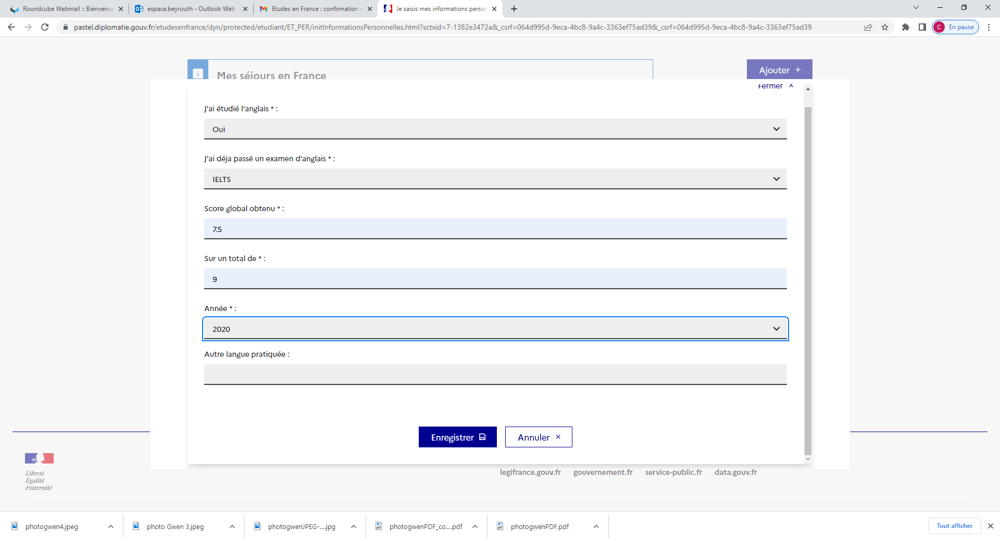 Roundcube Webmail :: Bienvenue
espace.beyrouth - Outlook Web
Etudes en France : confirmation
Je saisis mes informations person
pastel.diplomatie.gouv.fr/etudesenfrance/dyn/protected/etudiant/ET_PER/initInformationsPersonnelles.html?sctxid=7-1382e3472a&_csrf=064d995d-9eca-4bc8-9a4c-3363ef75ad39&_csrf=064d995d-9eca-4bc8-9a4c-3363ef75ad39
C En pause
Mes séjours en France
Ajouter +
Fermer ×
J'ai étudié l'anglais * :
Oui
J'ai déja passé un examen d'anglais * :
IELTS
Score global obtenu * :
7.5
Sur un total de * :
9
Année * :
2020
Autre langue pratiquée :
Enregistrer
Annuler ×
Liberté
Égalité
Fraternité
legifrance.gouv.fr gouvernement.fr service-public.fr data.gouv.fr
photogwen4.jpeg
photo Gwen 3.jpeg
photogwenJPEG-....jpg
photogwenPDF_co....pdf
photogwenPDF.pdf
Tout afficher